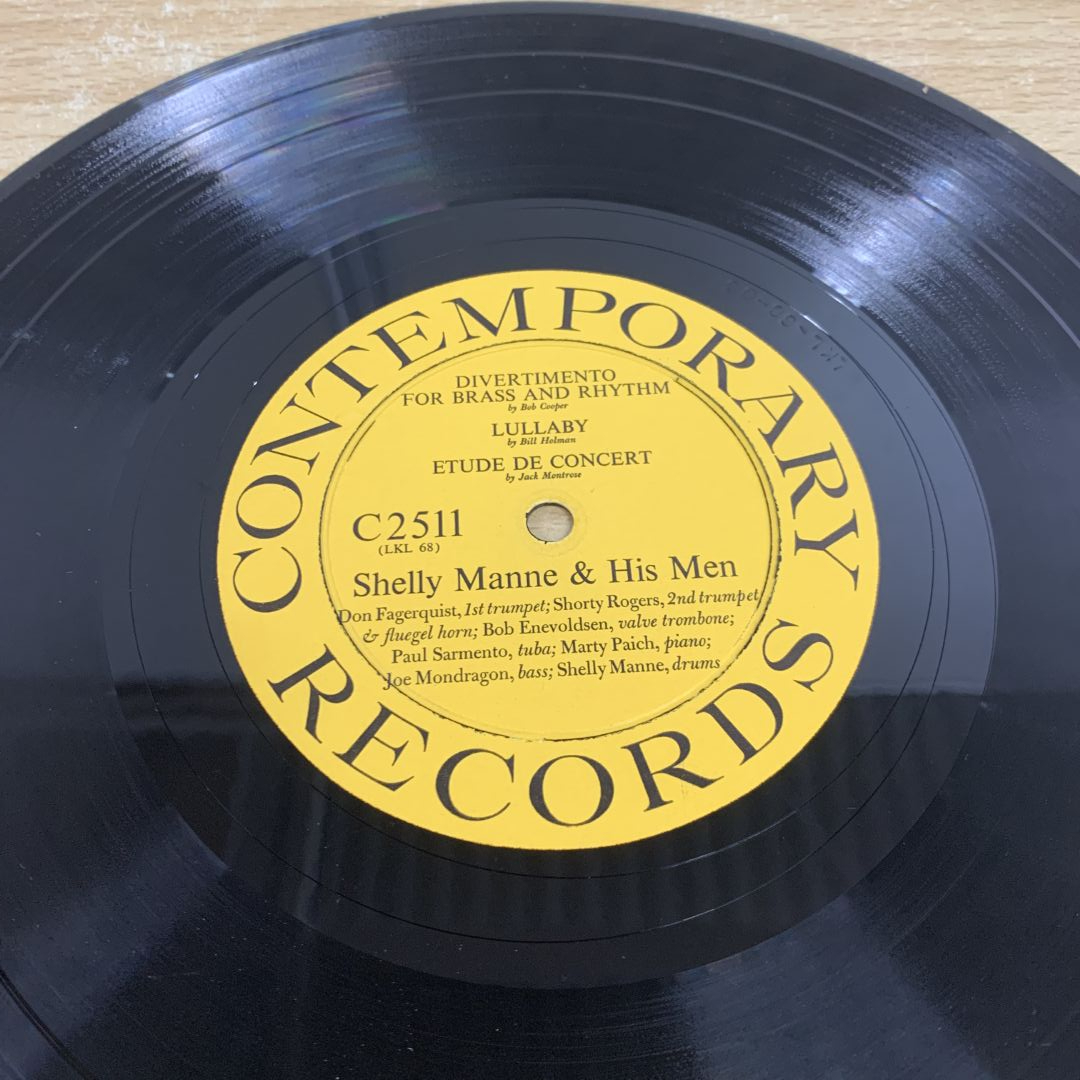 CONTEMPORARY
DIVERTIMENTO
FOR BRASS AND RHYTHM
by Bob Cooper
LULLABY
by Bill Holman
ETUDE DE CONCERT
by Jack Montrose
C2511
(LKL 68)
Shelly Manne & His Men
Don Fagerquist, 1st trumpet; Shorty Rogers, 2nd trumpet
& fluegel horn; Bob Enevoldsen, valve trombone;
Paul Sarmento, tuba; Marty Paich, piano;
Joe Mondragon, bass; Shelly Manne, drums
RECORDS